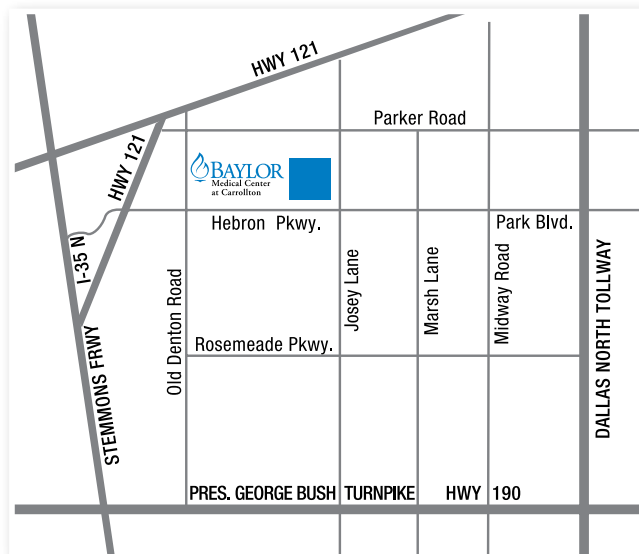 HWY 121
Parker Road
HWY 121
BAYLOR
Medical Center
at Carrollton
Hebron Pkwy.
Park Blvd.
I-35 N
Old Denton Road
Josey Lane
Marsh Lane
Midway Road
DALLAS NORTH TOLLWAY
Rosemeade Pkwy.
STEMMONS FRWY
PRES. GEORGE BUSH TURNPIKE HWY 190